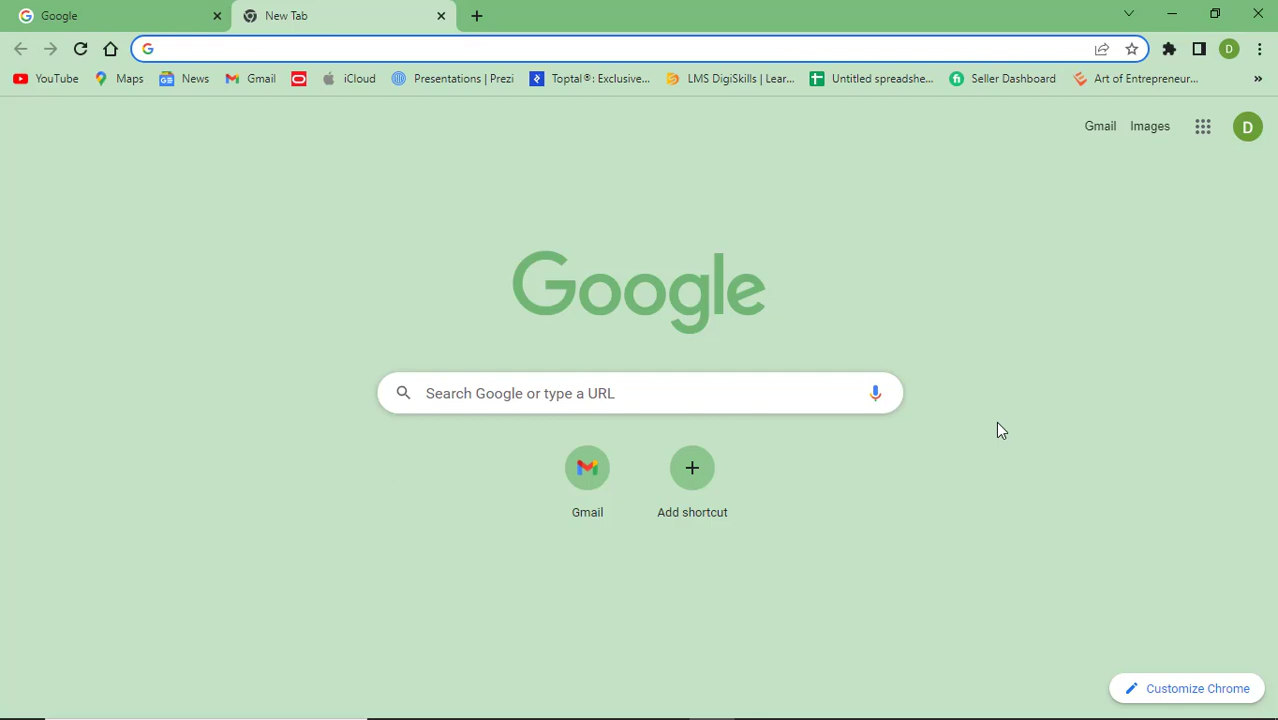 Google
New Tab
YouTube
Maps
News
Gmail
iCloud
Presentations | Prezi
Toptal®: Exclusive...
LMS DigiSkills | Lear...
Untitled spreadshe...
Seller Dashboard
Art of Entrepreneur...
D
Gmail
Images
D
Google
Search Google or type a URL
Gmail
Add shortcut
Customize Chrome